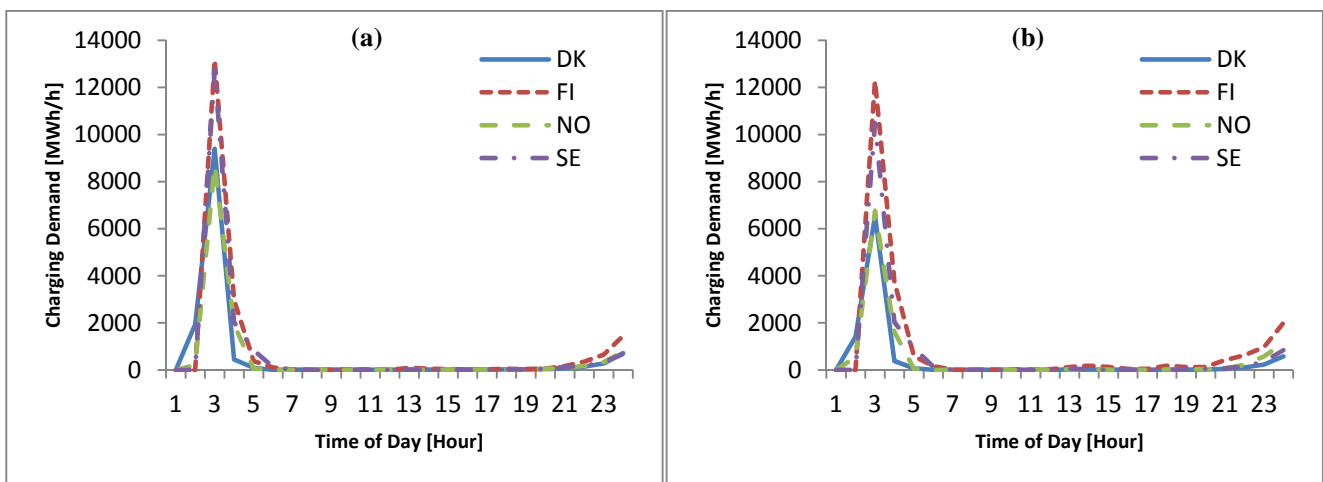 (a)
Charging Demand [MWh/h]
14000
12000
10000
8000
6000
4000
2000
0
DK
FI
NO
SE
1 3 5 7 9 11 13 15 17 19 21 23
Time of Day [Hour]
(b)
Charging Demand [MWh/h]
14000
12000
10000
8000
6000
4000
2000
0
DK
FI
NO
SE
1 3 5 7 9 11 13 15 17 19 21 23
Time of Day [Hour]